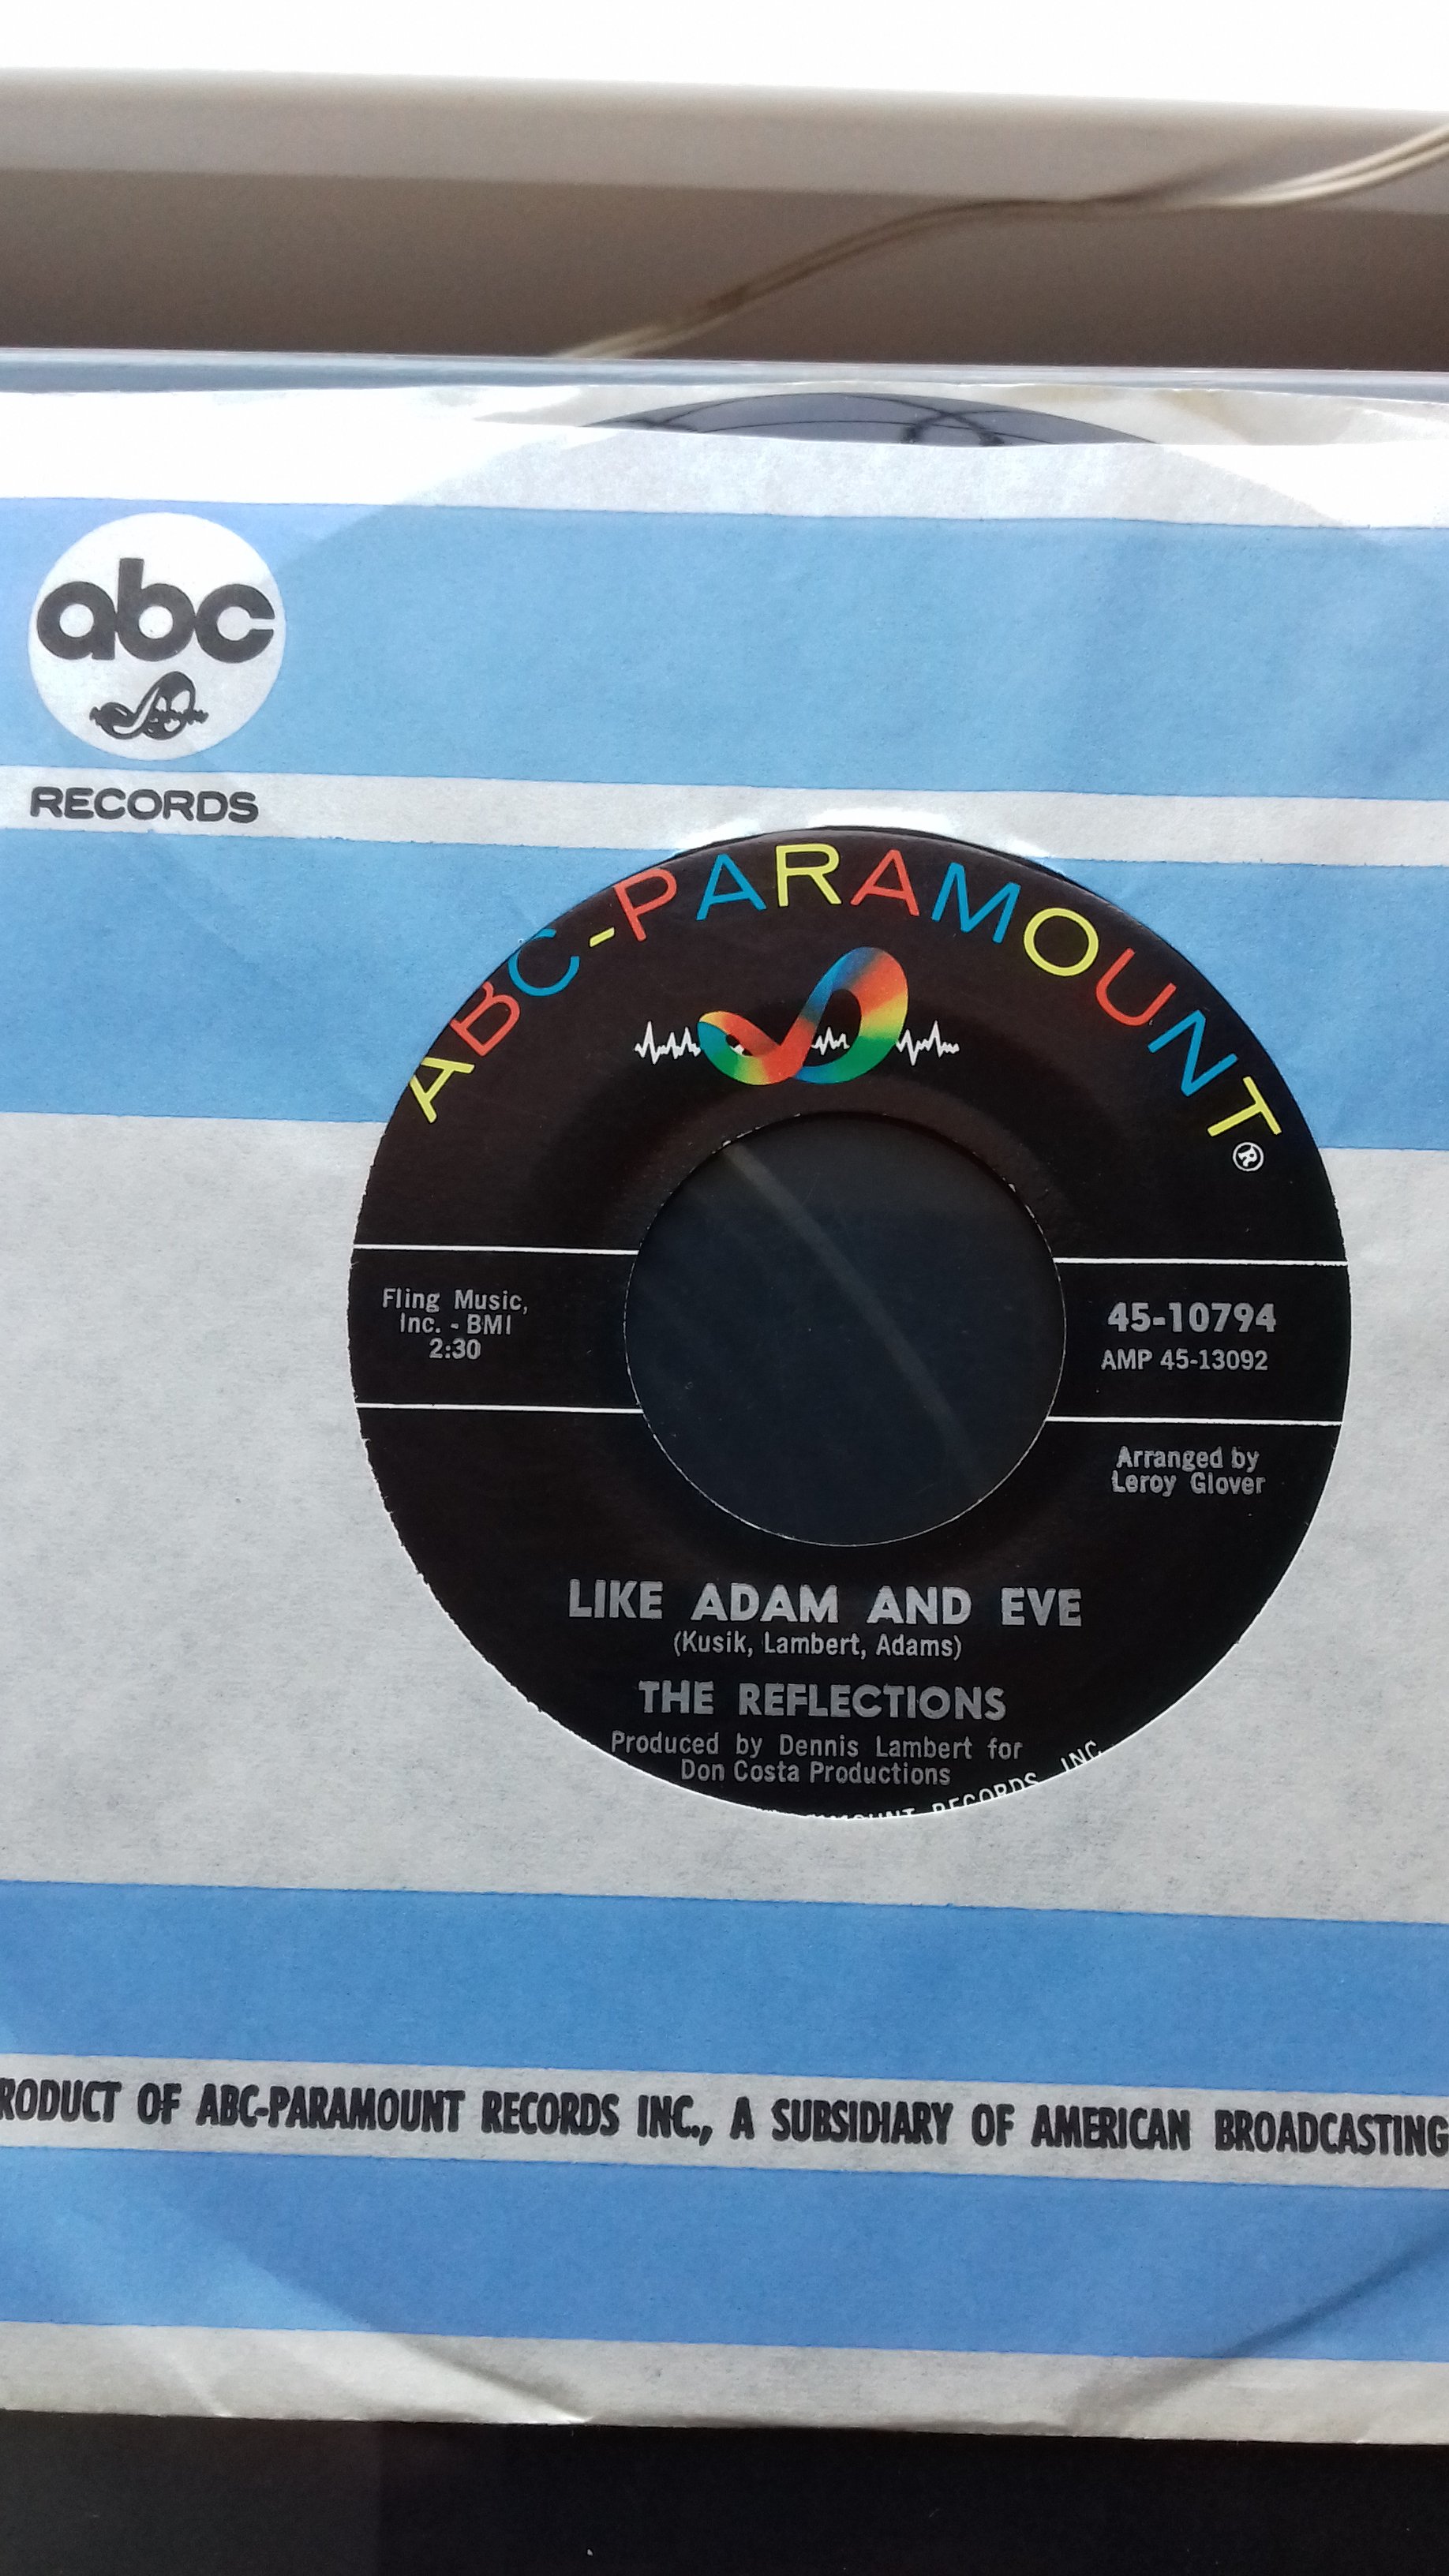 abc
RECORDS
ABC-PARAMOUNT®
Fling Music,
Inc. - BMI
2:30
45-10794
AMP 45-13092
Arranged by
Leroy Glover
LIKE ADAM AND EVE
(Kusik, Lambert, Adams)
THE REFLECTIONS
Produced by Dennis Lambert for
Don Costa Productions
RECORDS, INC.
RODUCT OF ABC-PARAMOUNT RECORDS INC., A SUBSIDIARY OF AMERICAN BROADCASTING